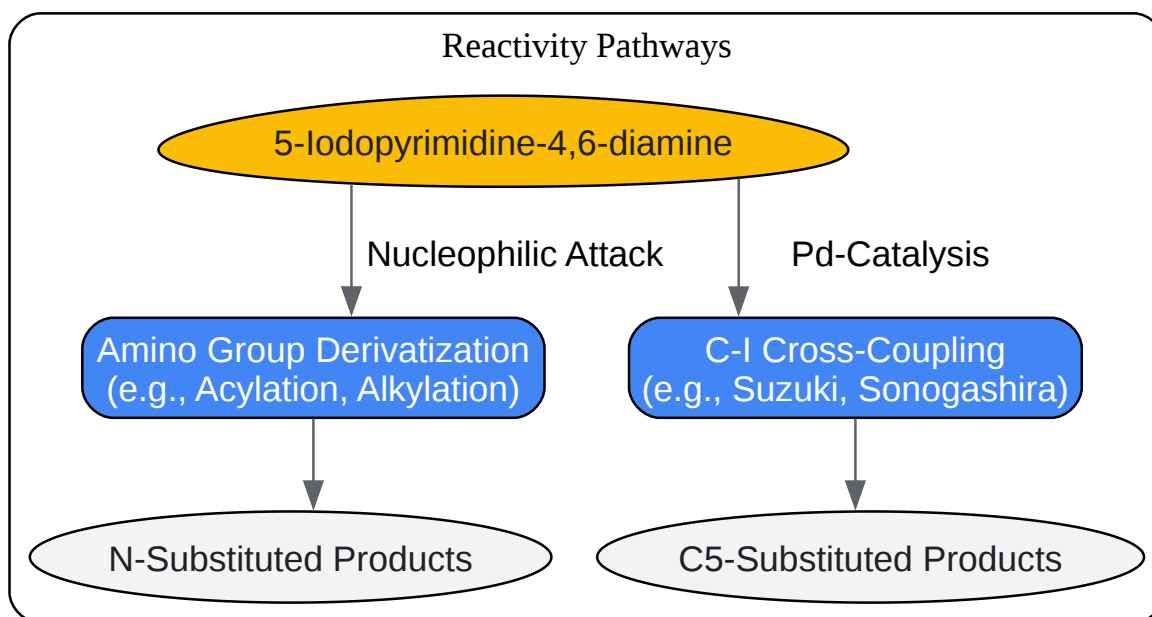 Reactivity Pathways
5-Iodopyrimidine-4,6-diamine
Nucleophilic Attack
Pd-Catalysis
Amino Group Derivatization
(e.g., Acylation, Alkylation)
C-I Cross-Coupling
(e.g., Suzuki, Sonogashira)
N-Substituted Products
C5-Substituted Products